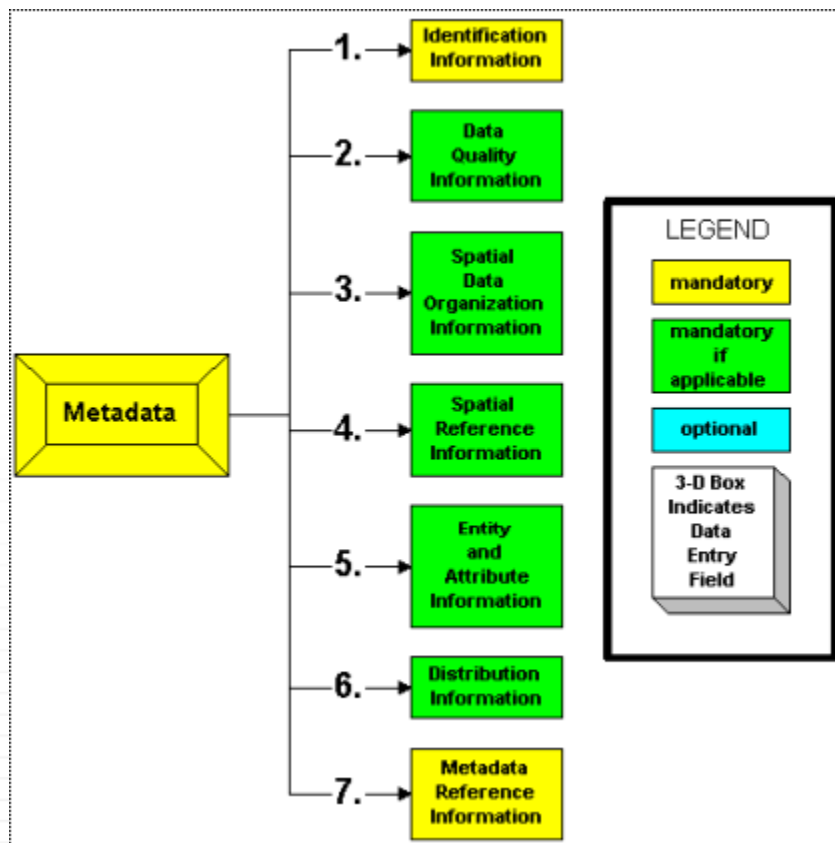 Metadata
1.
Identification
Information
2.
Data
Quality
Information
3.
Spatial
Data
Organization
Information
4.
Spatial
Reference
Information
5.
Entity
and
Attribute
Information
6.
Distribution
Information
7.
Metadada
Reference
Information
LEGEND
mandatory
mandatory
if
applicable
optional
3-D Box
Indicates
Data
Entry
Field